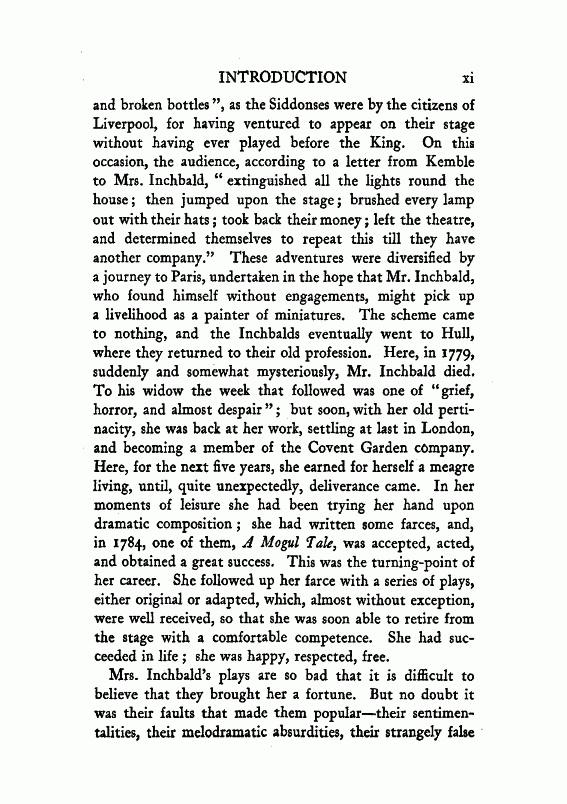 INTRODUCTION xi
and broken bottles”, as the Siddonses were by the citizens of
Liverpool, for having ventured to appear on their stage
without having ever played before the King. On this
occasion, the audience, according to a letter from Kemble
to Mrs. Inchbald, “ extinguished all the lights round the
house; then jumped upon the stage; brushed every lamp
out with their hats; took back their money; left the theatre,
and determined themselves to repeat this till they have
another company.” These adventures were diversified by
a journey to Paris, undertaken in the hope that Mr. Inchbald,
who found himself without engagements, might pick up
a livelihood as a painter of miniatures. The scheme came
to nothing, and the Inchbalds eventually went to Hull,
where they returned to their old profession. Here, in 1779,
suddenly and somewhat mysteriously, Mr. Inchbald died.
To his widow the week that followed was one of “grief,
horror, and almost despair”; but soon, with her old perti-
nacity, she was back at her work, settling at last in London,
and becoming a member of the Covent Garden company.
Here, for the next five years, she earned for herself a meagre
living, until, quite unexpectedly, deliverance came. In her
moments of leisure she had been trying her hand upon
dramatic composition; she had written some farces, and,
in 1784, one of them, A Mogul Tale, was accepted, acted,
and obtained a great success. This was the turning-point of
her career. She followed up her farce with a series of plays,
either original or adapted, which, almost without exception,
were well received, so that she was soon able to retire from
the stage with a comfortable competence. She had suc-
ceeded in life; she was happy, respected, free.
Mrs. Inchbald’s plays are so bad that it is difficult to
believe that they brought her a fortune. But no doubt it
was their faults that made them popular—their sentimen-
talities, their melodramatic absurdities, their strangely false